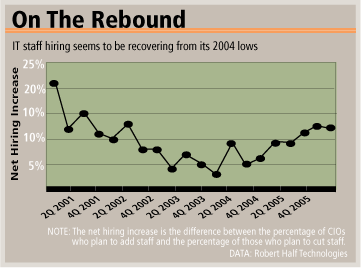 On The Rebound
IT staff hiring seems to be recovering from its 2004 lows
Net Hiring Increase
25%
20%
10%
10%
5%
2Q 2001
4Q 2001
2Q 2002
4Q 2002
2Q 2003
4Q 2003
2Q 2004
4Q 2004
2Q 2005
4Q 2005
NOTE: The net hiring increase is the difference between the percentage of CIOs
who plan to add staff and the percentage of those who plan to cut staff.
DATA: Robert Half Technologies